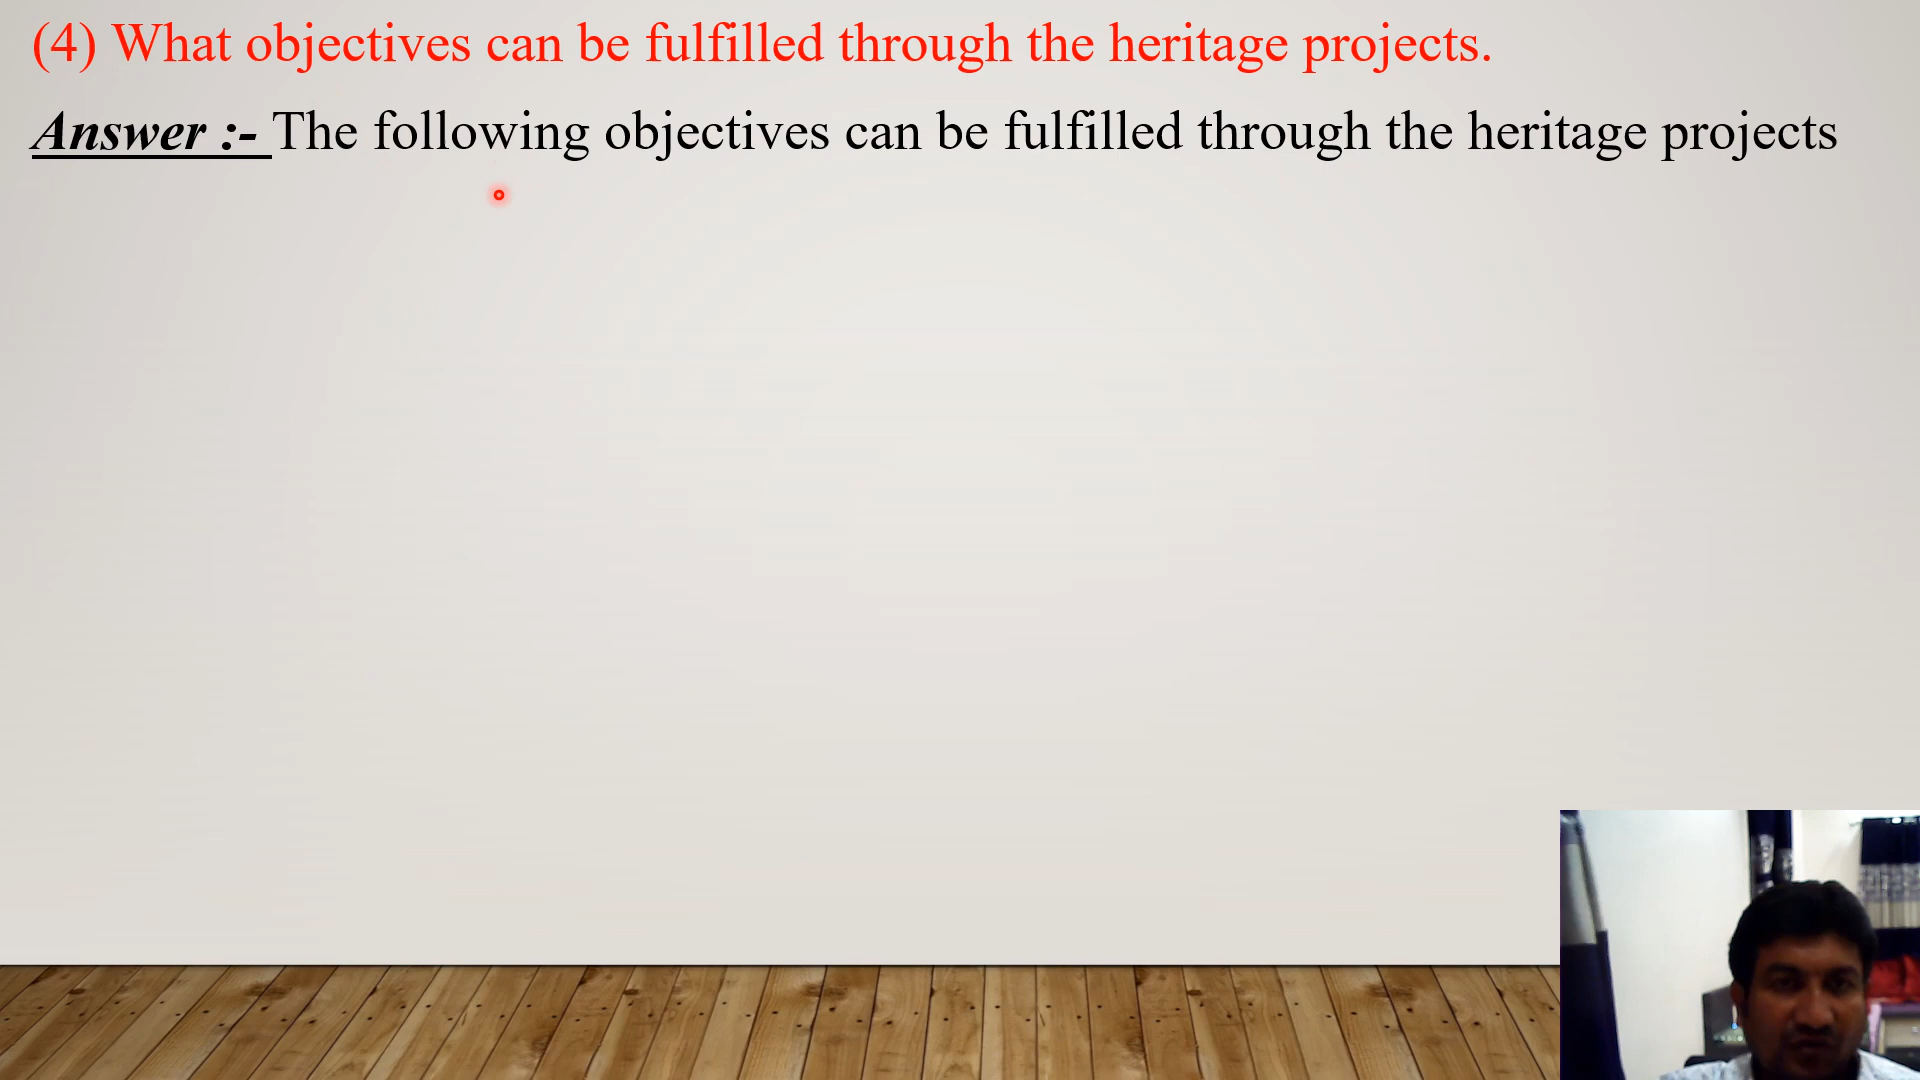 (4) What objectives can be fulfilled through the heritage projects.
Answer :- The following objectives can be fulfilled through the heritage projects